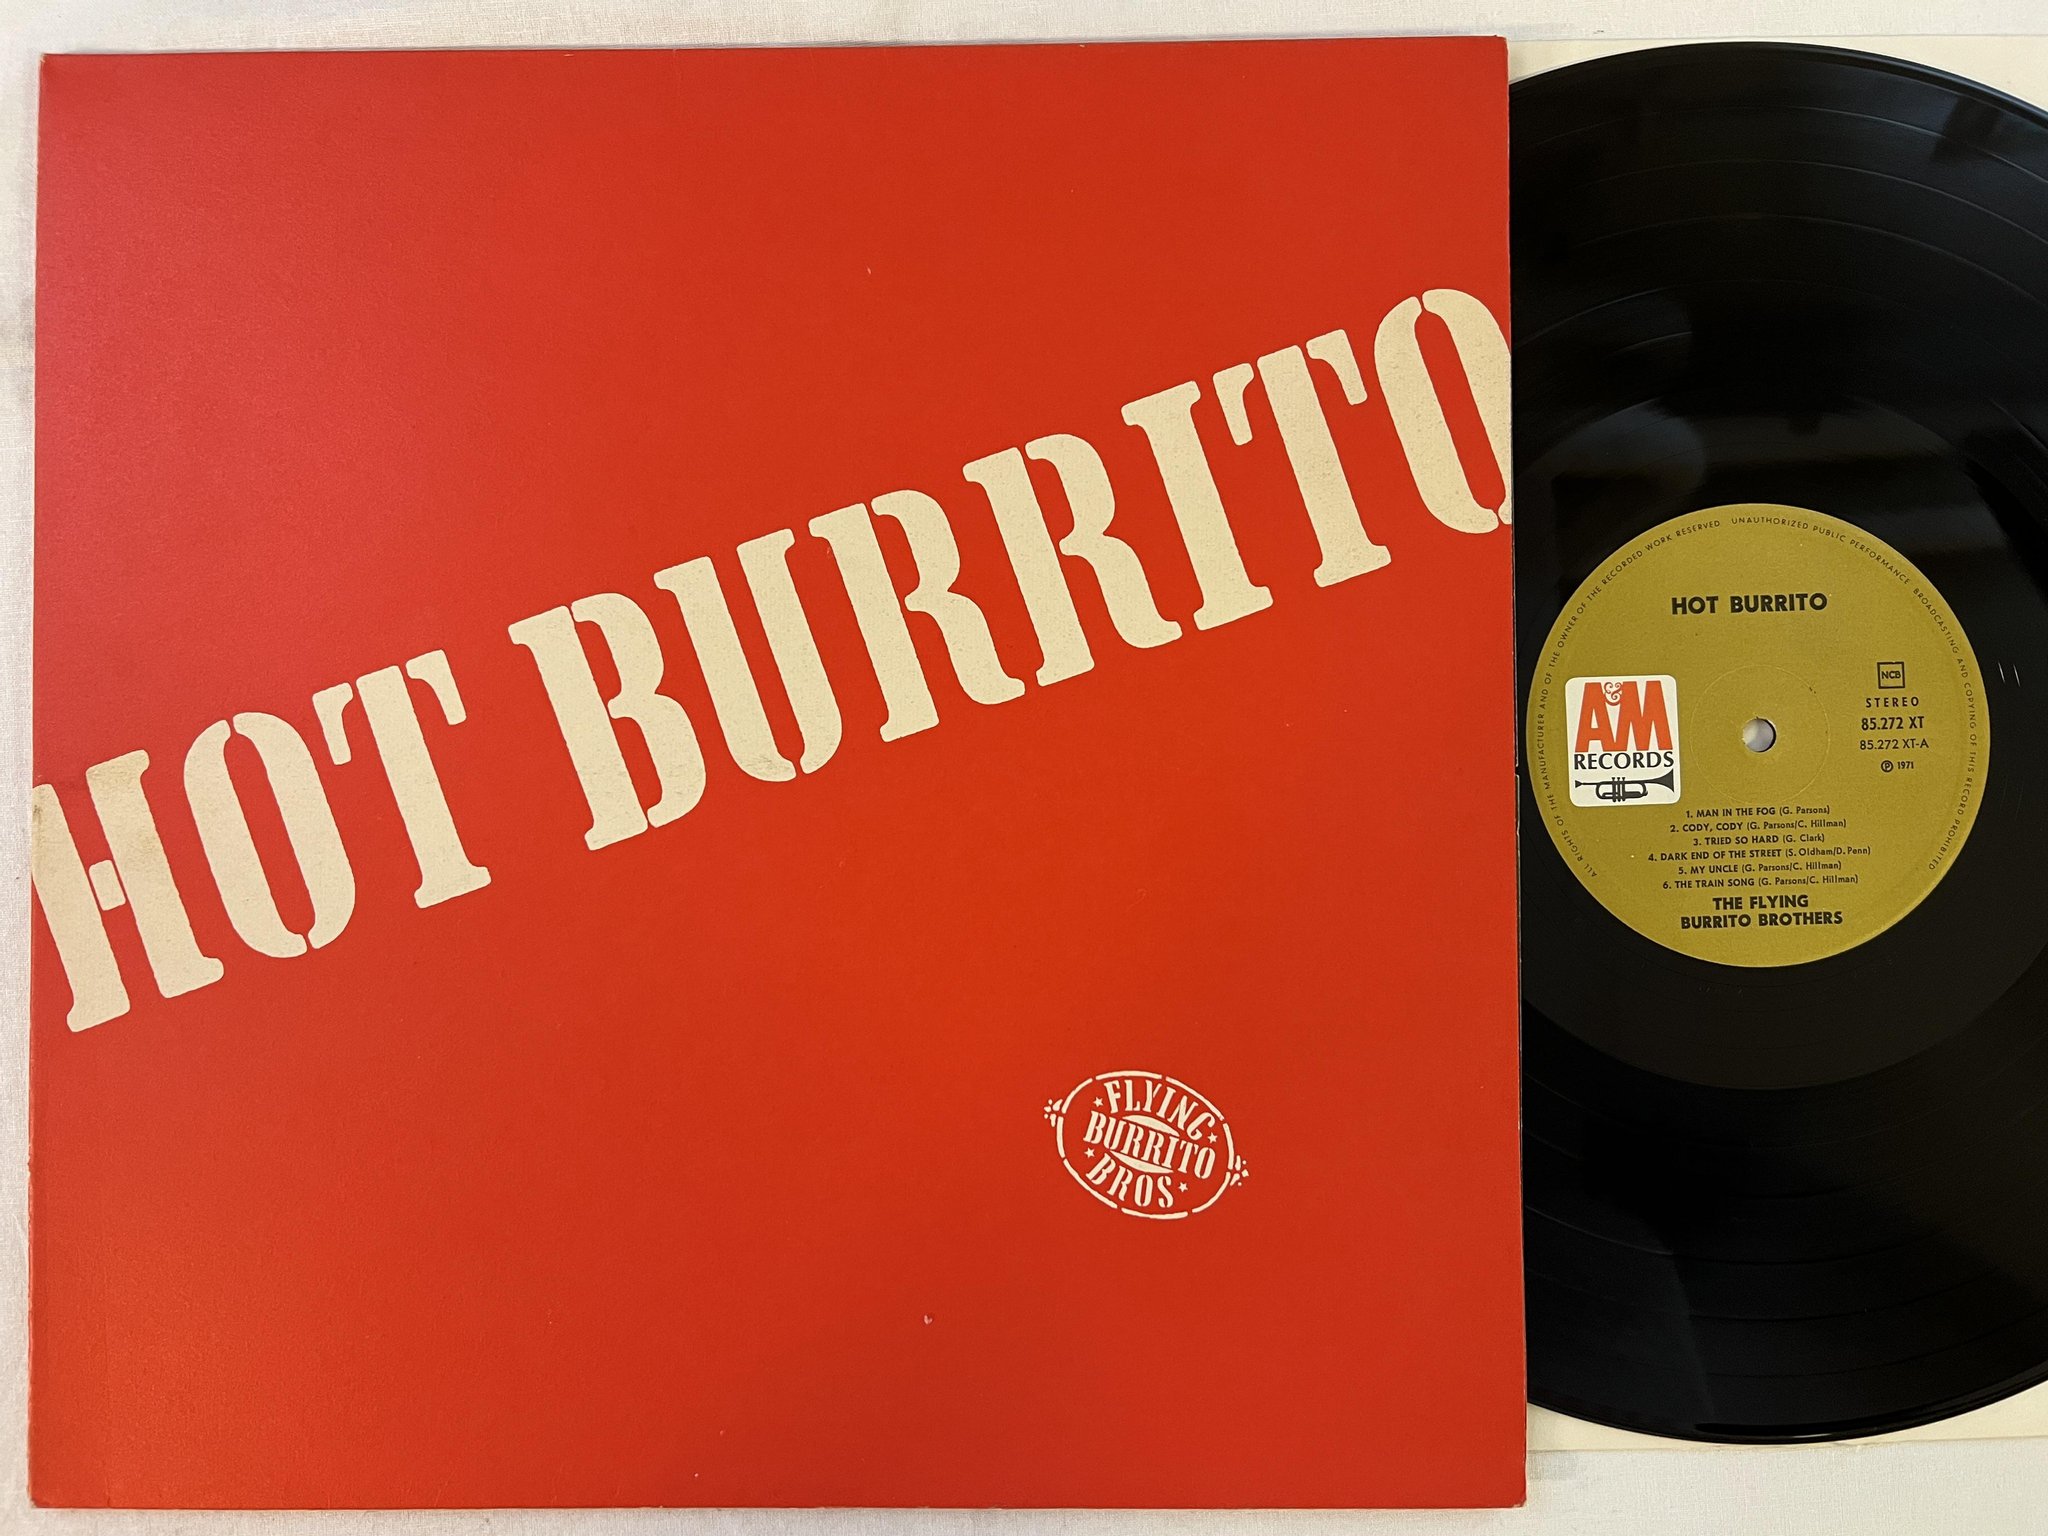 HOT BURRITO
FLYING
BURRITO
BROS
ALL RIGHTS OF THE MANUFACTURER AND OF THE OWNER OF THE RECORDED WORK RESERVED UNAUTHORIZED PUBLIC PERFORMANCE BROADCASTING AND COPYING OF THIS RECORD PROHIBITED
HOT BURRITO
A&M
RECORDS
NCB
STEREO
85.272 XT
85.272 XT-A
Ⓟ 1971
1. MAN IN THE FOG (G. Parsons)
2. CODY, CODY (G. Parsons/C. Hillman)
3. TRIED SO HARD (G. Clark)
4. DARK END OF THE STREET (S. Oldham/D. Penn)
5. MY UNCLE (G. Parsons/C. Hillman)
6. THE TRAIN SONG (G. Parsons/C. Hillman)
THE FLYING
BURRITO BROTHERS